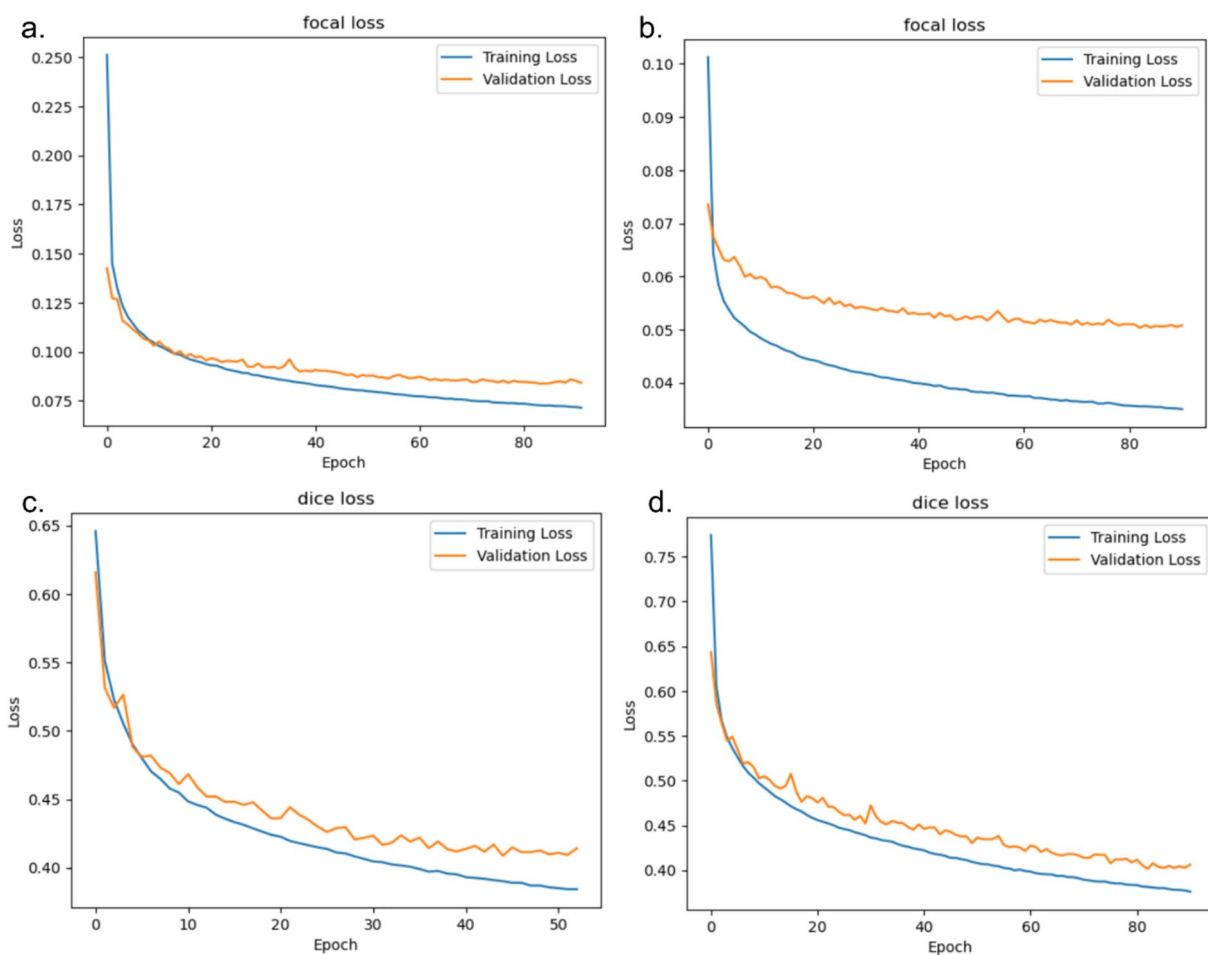 a.
focal loss
Training Loss
Validation Loss
0.250
0.225
0.200
0.175
0.150
0.125
0.100
0.075
Loss
0 20 40 60 80
Epoch
b.
focal loss
Training Loss
Validation Loss
0.10
0.09
0.08
0.07
0.06
0.05
0.04
Loss
0 20 40 60 80
Epoch
c.
dice loss
Training Loss
Validation Loss
0.65
0.60
0.55
0.50
0.45
0.40
Loss
0 10 20 30 40 50
Epoch
d.
dice loss
Training Loss
Validation Loss
0.75
0.70
0.65
0.60
0.55
0.50
0.45
0.40
Loss
0 20 40 60 80
Epoch